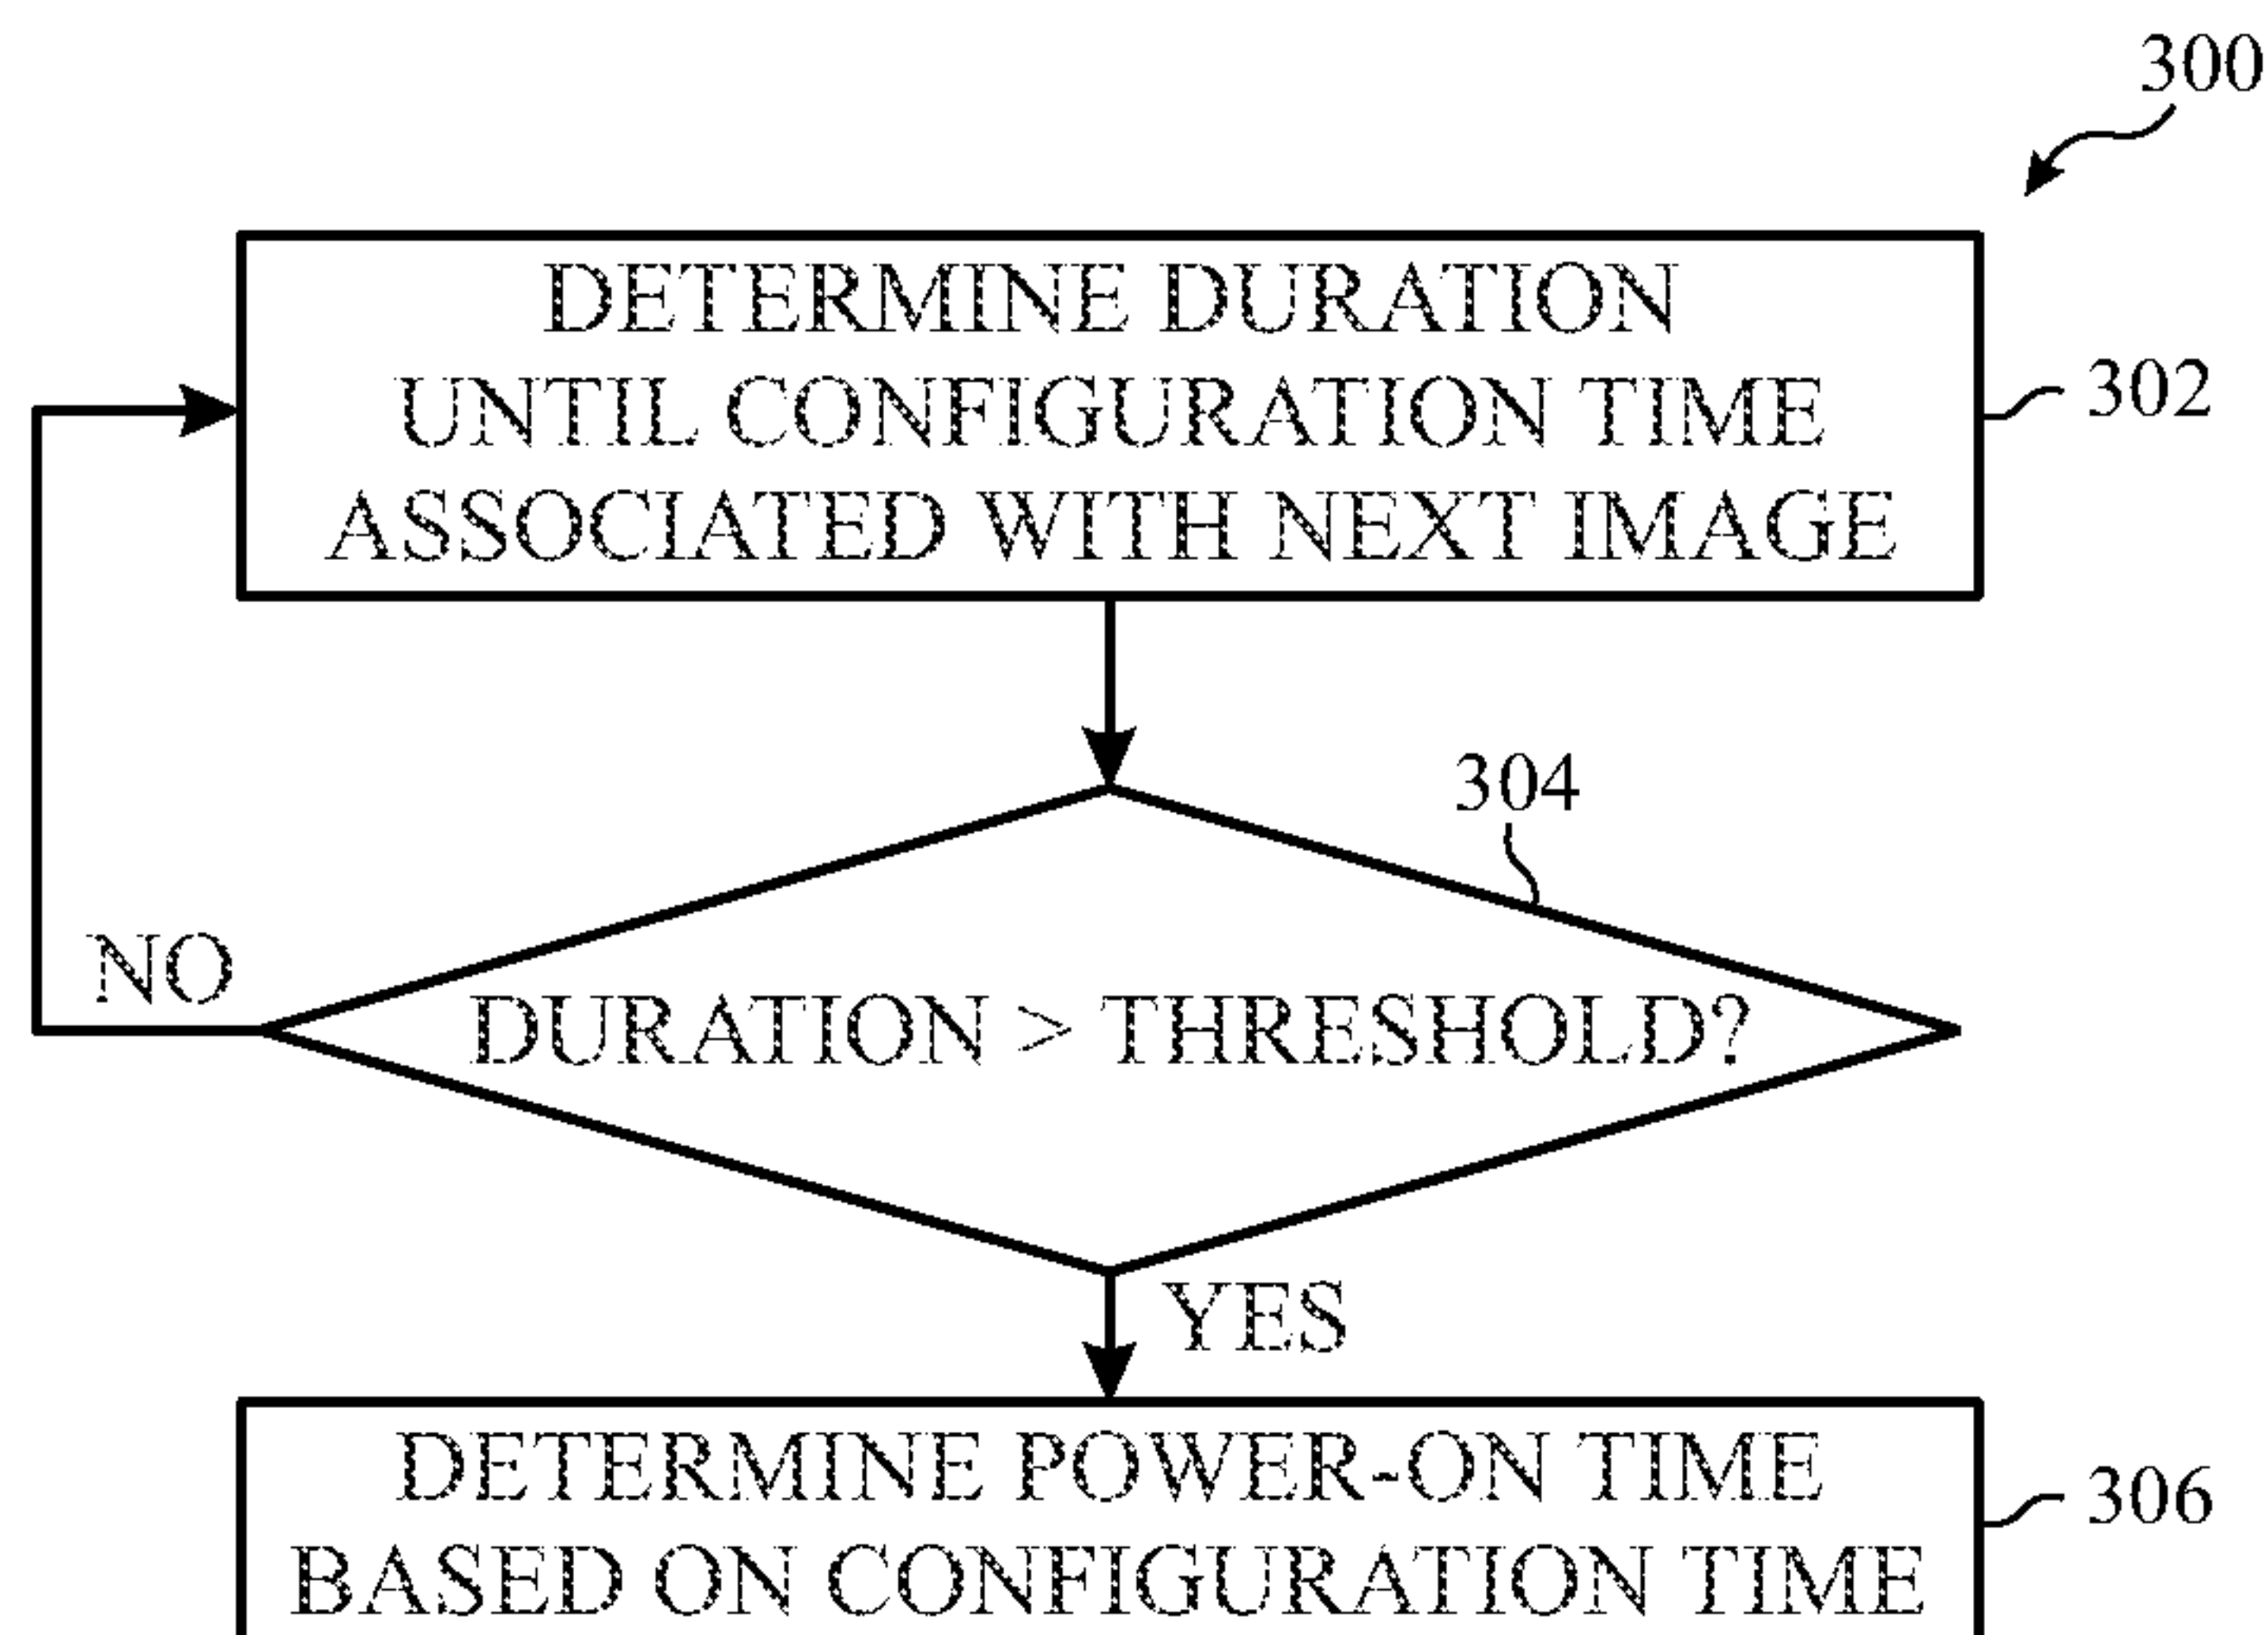 300
DETERMINE DURATION
UNTIL CONFIGURATION TIME
ASSOCIATED WITH NEXT IMAGE
302
304
NO
DURATION > THRESHOLD?
YES
DETERMINE POWER-ON TIME
BASED ON CONFIGURATION TIME
306